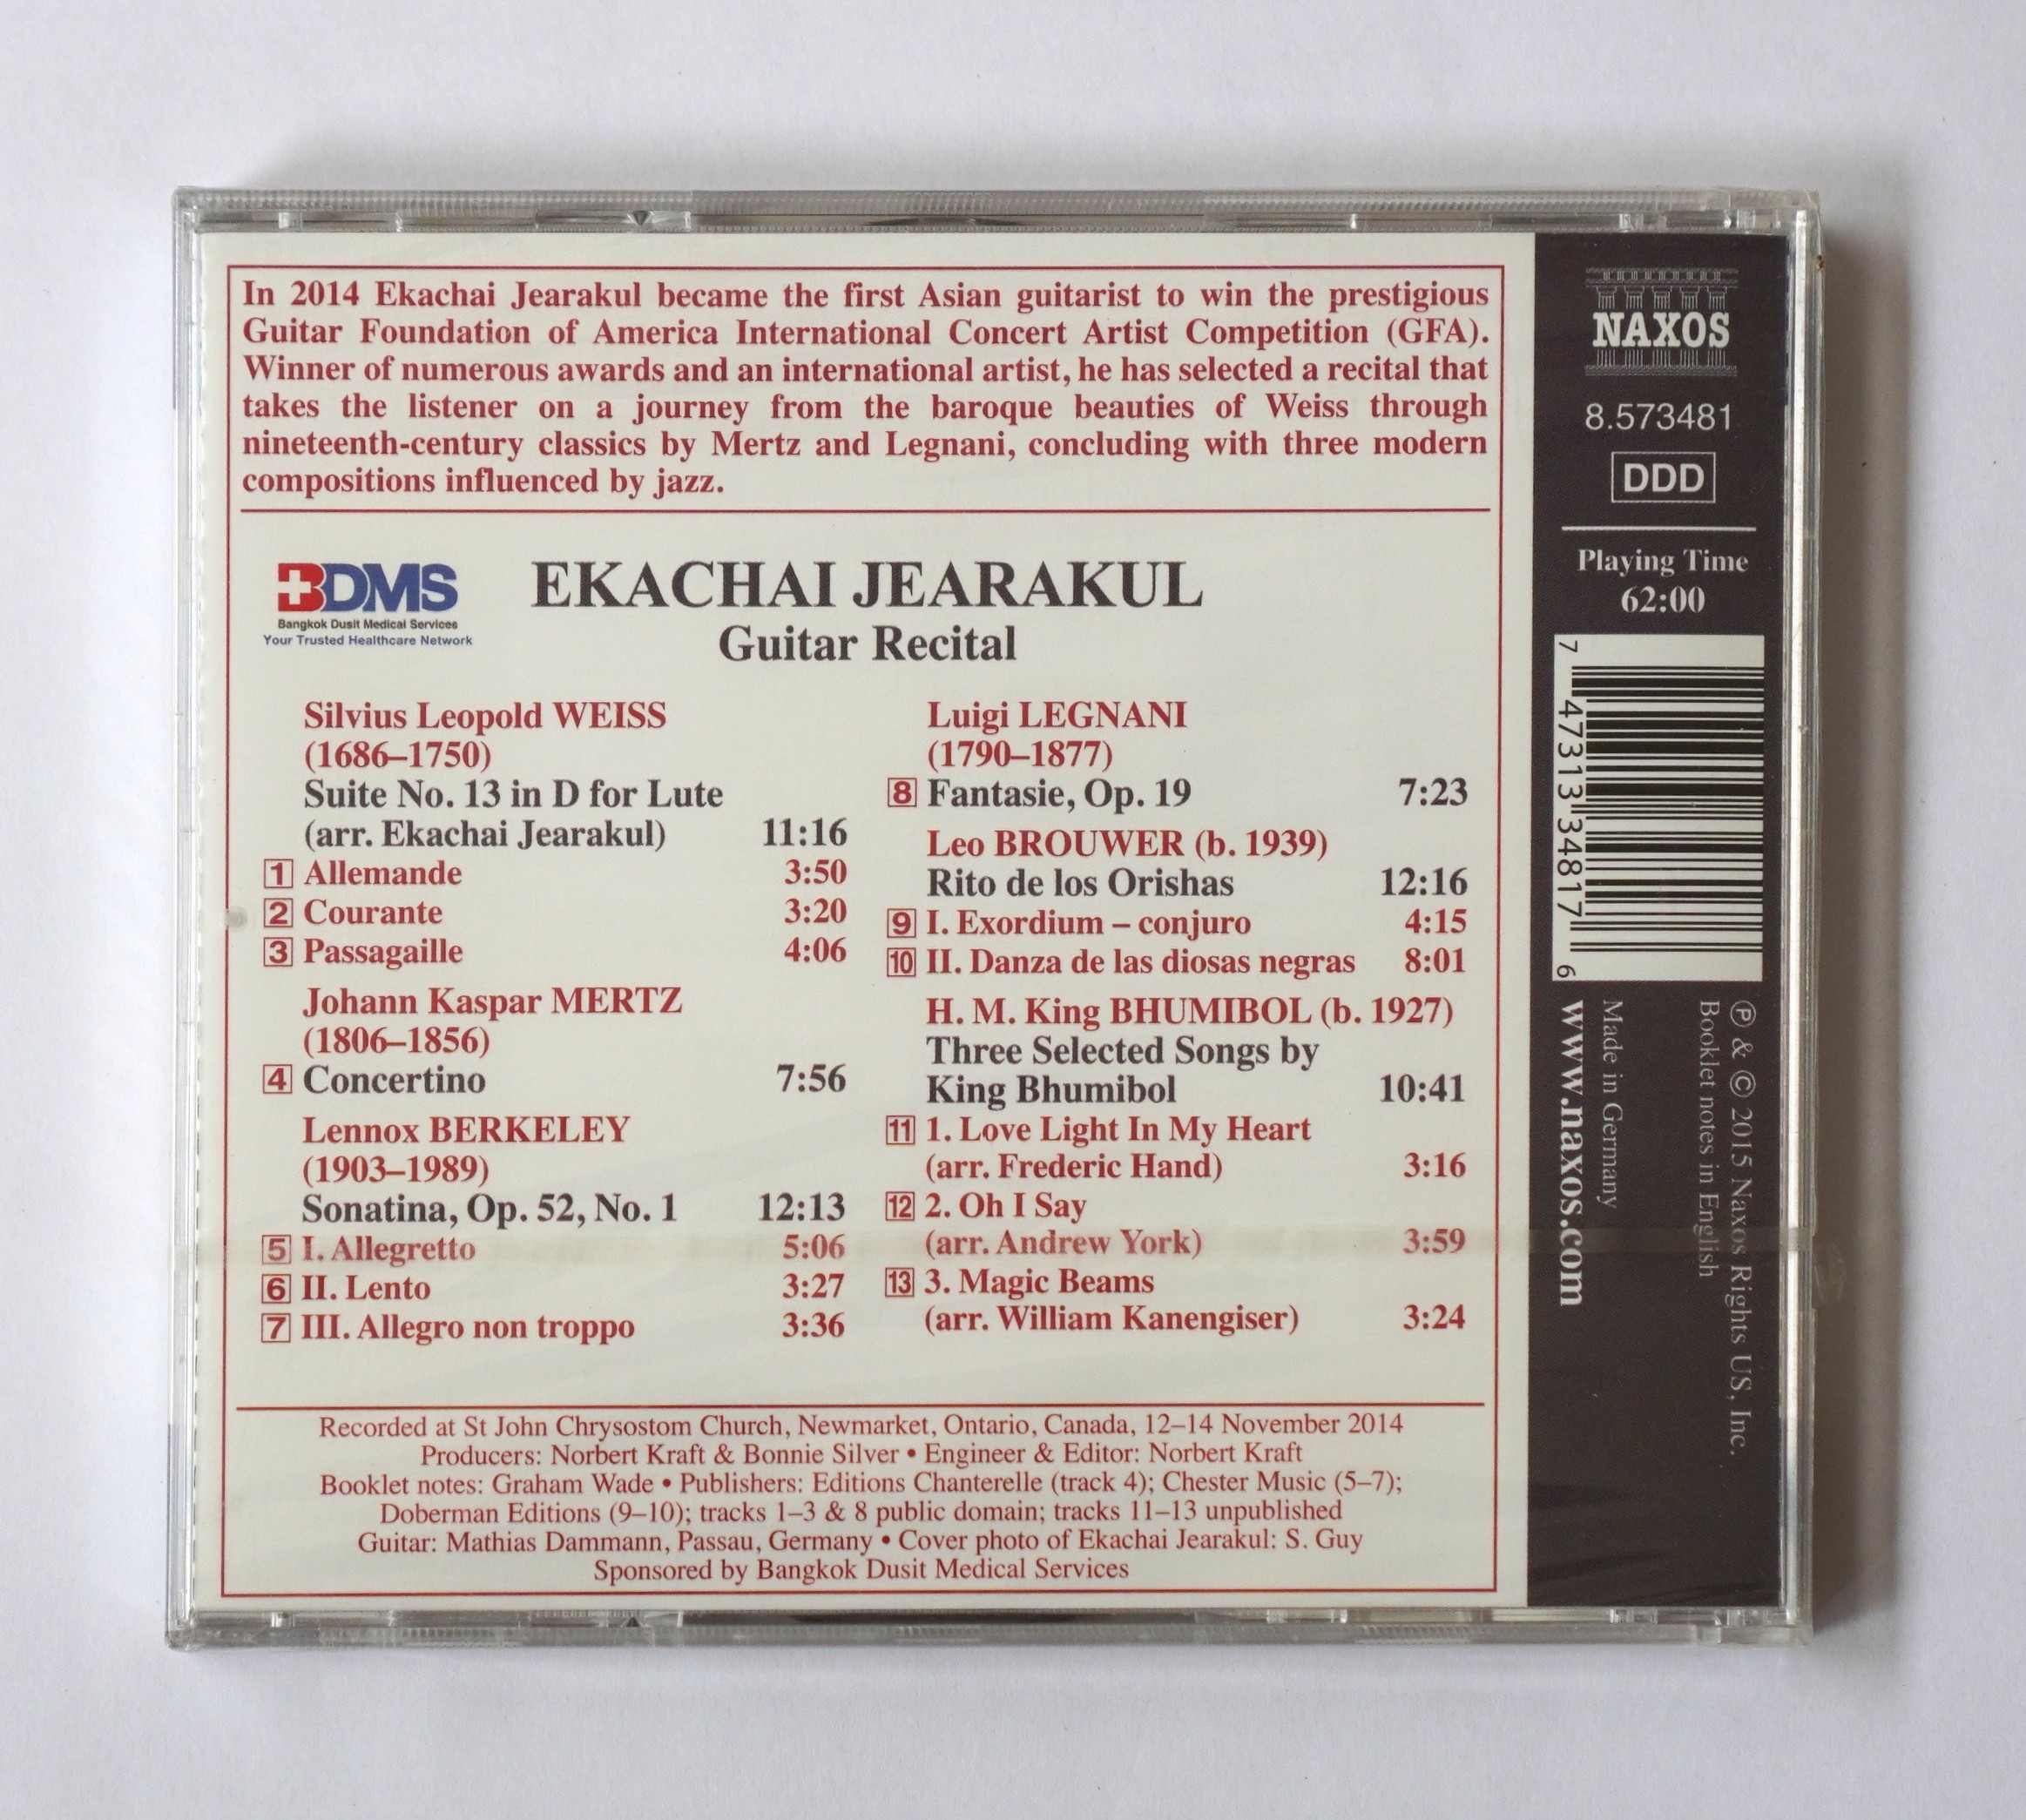 In 2014 Ekachai Jearakul became the first Asian guitarist to win the prestigious
Guitar Foundation of America International Concert Artist Competition (GFA).
Winner of numerous awards and an international artist, he has selected a recital that
takes the listener on a journey from the baroque beauties of Weiss through
nineteenth-century classics by Mertz and Legnani, concluding with three modern
compositions influenced by jazz.
BDMS
Bangkok Dusit Medical Services
Your Trusted Healthcare Network
EKACHAI JEARAKUL
Guitar Recital
Silvius Leopold WEISS
(1686–1750)
Suite No. 13 in D for Lute
(arr. Ekachai Jearakul) 11:16
1 Allemande 3:50
2 Courante 3:20
3 Passagaille 4:06
Johann Kaspar MERTZ
(1806–1856)
4 Concertino 7:56
Lennox BERKELEY
(1903–1989)
Sonatina, Op. 52, No. 1 12:13
5 I. Allegretto 5:06
6 II. Lento 3:27
7 III. Allegro non troppo 3:36
Luigi LEGNANI
(1790–1877)
8 Fantasie, Op. 19 7:23
Leo BROUWER (b. 1939)
Rito de los Orishas 12:16
9 I. Exordium – conjuro 4:15
10 II. Danza de las diosas negras 8:01
H. M. King BHUMIBOL (b. 1927)
Three Selected Songs by
King Bhumibol 10:41
11 1. Love Light In My Heart
(arr. Frederic Hand) 3:16
12 2. Oh I Say
(arr. Andrew York) 3:59
13 3. Magic Beams
(arr. William Kanengiser) 3:24
Recorded at St John Chrysostom Church, Newmarket, Ontario, Canada, 12–14 November 2014
Producers: Norbert Kraft & Bonnie Silver • Engineer & Editor: Norbert Kraft
Booklet notes: Graham Wade • Publishers: Editions Chanterelle (track 4); Chester Music (5–7);
Doberman Editions (9–10); tracks 1–3 & 8 public domain; tracks 11–13 unpublished
Guitar: Mathias Dammann, Passau, Germany • Cover photo of Ekachai Jearakul: S. Guy
Sponsored by Bangkok Dusit Medical Services
NAXOS
8.573481
DDD
Playing Time
62:00
7 47313 34817 6
℗ & © 2015 Naxos Rights US, Inc.
Booklet notes in English
Made in Germany
www.naxos.com